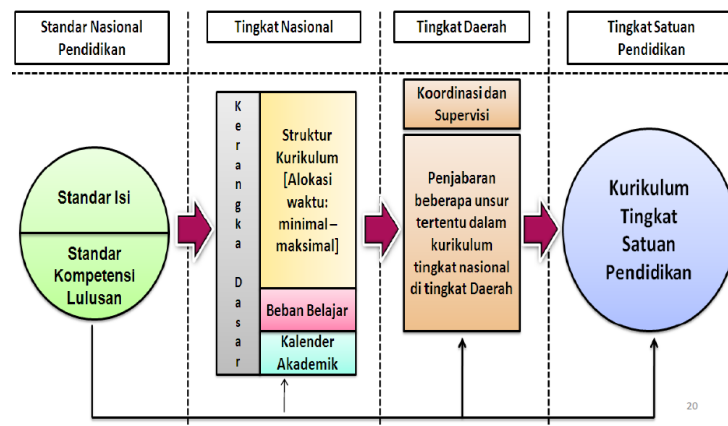 Standar Nasional
Pendidikan
Tingkat Nasional
Tingkat Daerah
Tingkat Satuan
Pendidikan
Standar Isi
Standar
Kompetensi
Lulusan
Kerangka Dasar
Struktur
Kurikulum
[Alokasi
waktu:
minimal –
maksimal]
Beban Belajar
Kalender
Akademik
Koordinasi dan
Supervisi
Penjabaran
beberapa unsur
tertentu dalam
kurikulum
tingkat nasional
di tingkat Daerah
Kurikulum
Tingkat
Satuan
Pendidikan
20